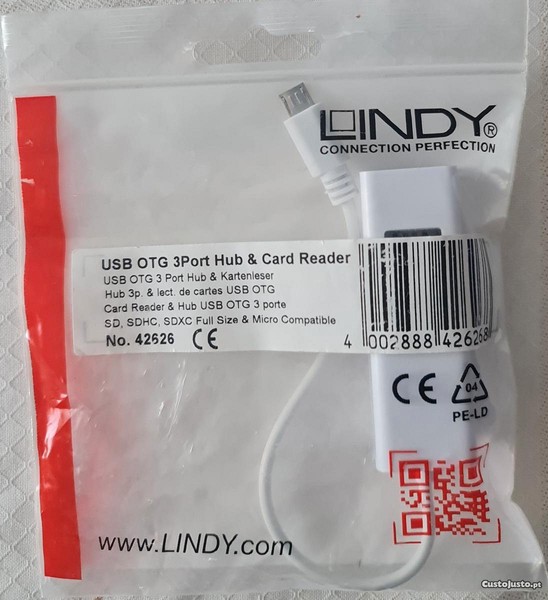 LINDY®
CONNECTION PERFECTION
USB OTG 3Port Hub & Card Reader
USB OTG 3 Port Hub & Kartenleser
Hub 3p. & lect. de cartes USB OTG
Card Reader & Hub USB OTG 3 porte
SD, SDHC, SDXC Full Size & Micro Compatible
No. 42626 CE
4 002888 426268
CE 04
PE-LD
www.LINDY.com
CustoJusto.pt